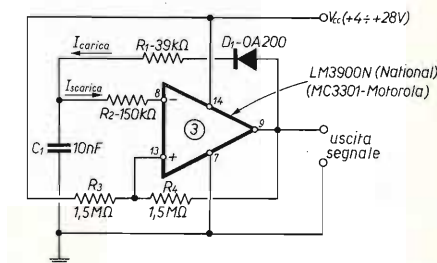 Vcc(+4÷+28V)
Icarica
R1-39kΩ
D1-0A200
LM3900N (National)
(MC3301-Motorola)
Iscarica
8
14
R2-150kΩ
3
9
C1
10nF
13
7
uscita
segnale
R3
R4
1,5MΩ
1,5MΩ